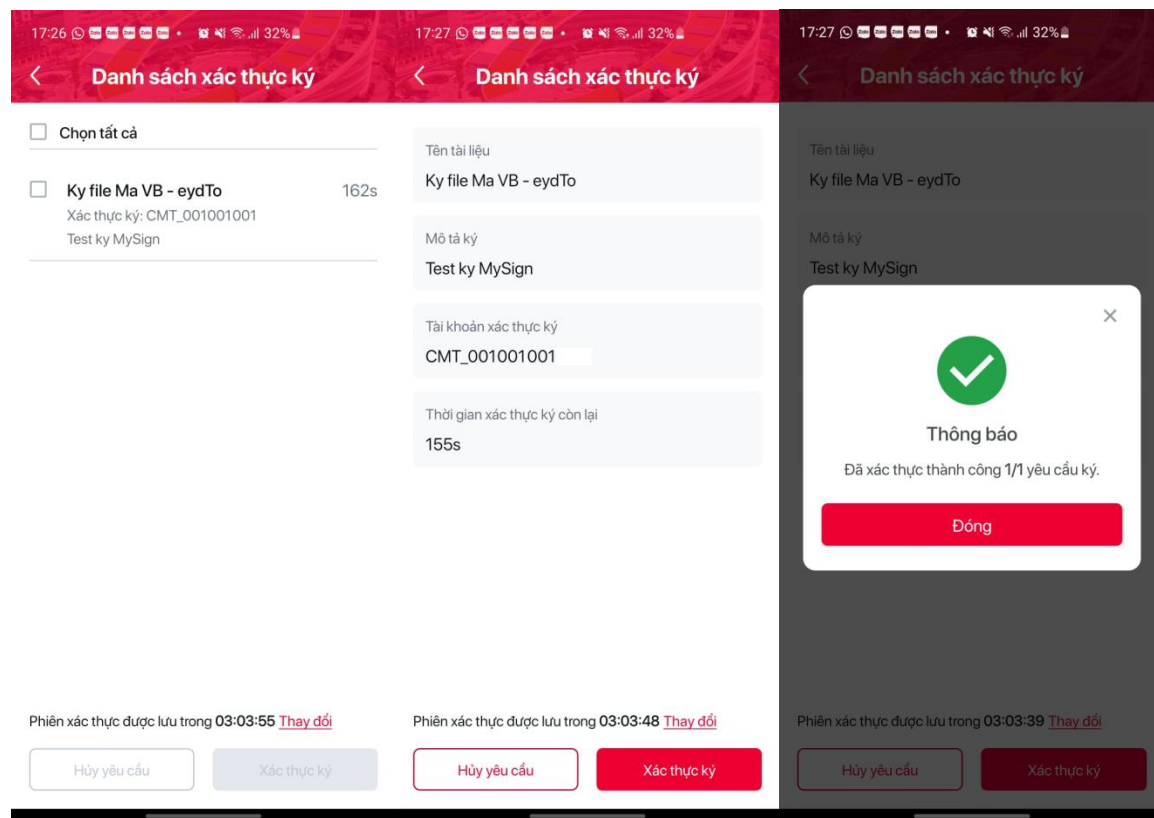 17:26 32%
Danh sách xác thực ký
Chọn tất cả
Ky file Ma VB - eydTo 162s
Xác thực ký: CMT_001001001
Test ky MySign
Phiên xác thực được lưu trong 03:03:55 Thay đổi
Hủy yêu cầu Xác thực ký
17:27 32%
Danh sách xác thực ký
Tên tài liệu
Ky file Ma VB - eydTo
Mô tả ký
Test ky MySign
Tài khoản xác thực ký
CMT_001001001
Thời gian xác thực ký còn lại
155s
Phiên xác thực được lưu trong 03:03:48 Thay đổi
Hủy yêu cầu Xác thực ký
17:27 32%
Danh sách xác thực ký
Tên tài liệu
Ky file Ma VB - eydTo
Mô tả ký
Test ky MySign
Thông báo
Đã xác thực thành công 1/1 yêu cầu ký.
Đóng
Phiên xác thực được lưu trong 03:03:39 Thay đổi
Hủy yêu cầu Xác thực ký